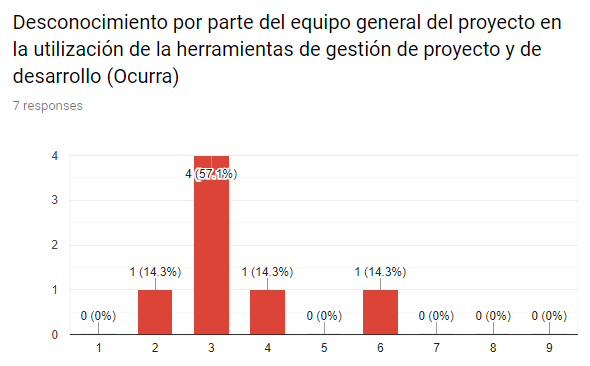 Desconocimiento por parte del equipo general del proyecto en
la utilización de la herramientas de gestión de proyecto y de
desarrollo (Ocurra)
7 responses
4
4 (57.1%)
3
2
1 (14.3%) 1 (14.3%) 1 (14.3%)
1
0 (0%) 0 (0%) 0 (0%) 0 (0%) 0 (0%)
0
1 2 3 4 5 6 7 8 9